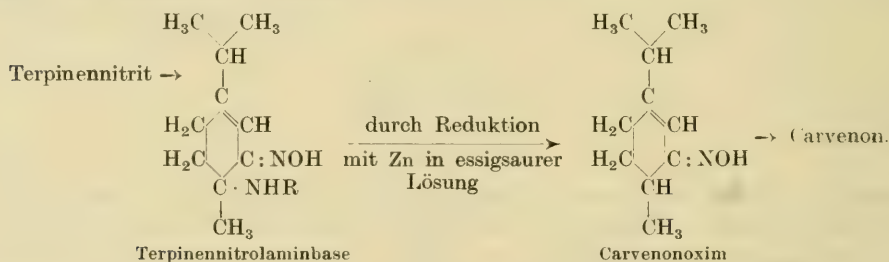 H₃C CH₃ H₃C CH₃
CH CH
Terpinennitrit →
C C
H₂C CH durch Reduktion H₂C CH
H₂C C : NOH mit Zn in essigsaurer H₂C C : NOH → Carvenon.
C · NHR Lösung CH
CH₃ CH₃
Terpinennitrolaminbase Carvenonoxim